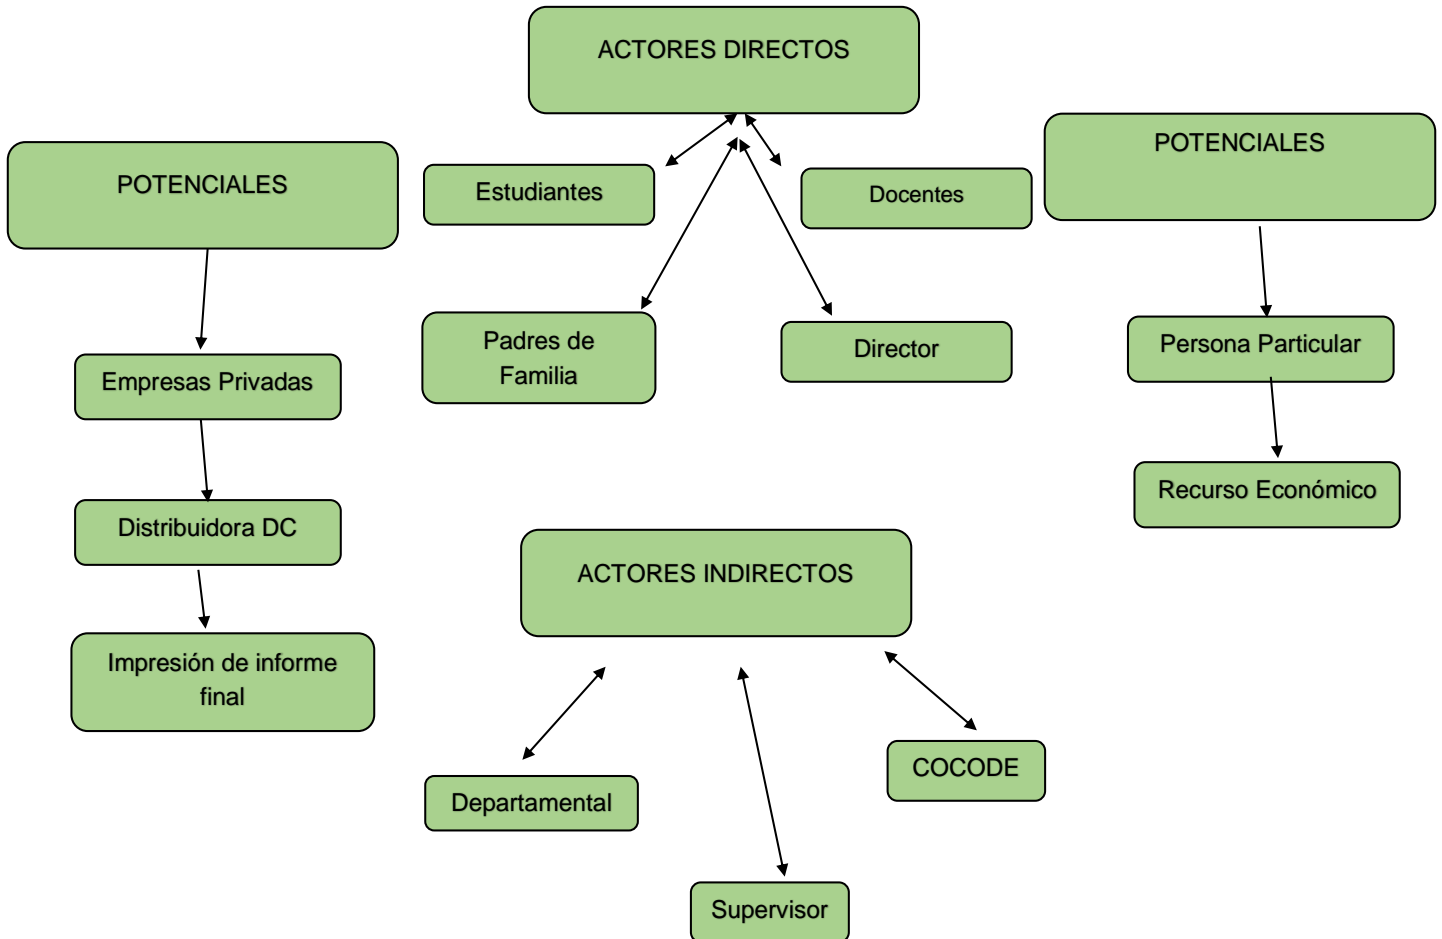 ACTORES DIRECTOS
POTENCIALES
POTENCIALES
Estudiantes
Docentes
Padres de
Familia
Director
Persona Particular
Empresas Privadas
Recurso Económico
Distribuidora DC
ACTORES INDIRECTOS
Impresión de informe
final
COCODE
Departamental
Supervisor